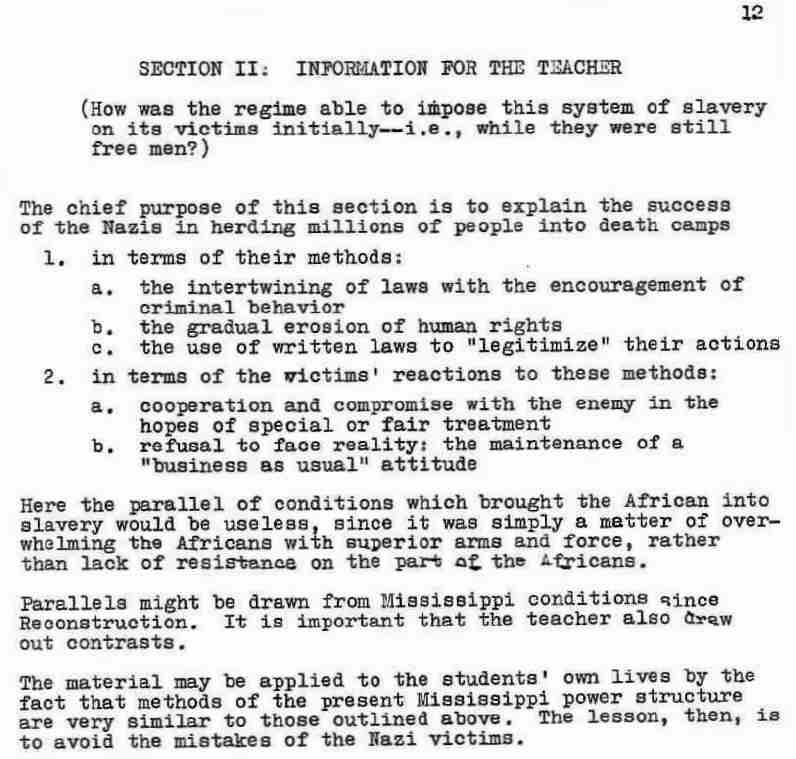 12
SECTION II: INFORMATION FOR THE TEACHER
(How was the regime able to impose this system of slavery
on its victims initially--i.e., while they were still
free men?)
The chief purpose of this section is to explain the success
of the Nazis in herding millions of people into death camps
1. in terms of their methods:
a. the intertwining of laws with the encouragement of
criminal behavior
b. the gradual erosion of human rights
c. the use of written laws to "legitimize" their actions
2. in terms of the victims' reactions to these methods:
a. cooperation and compromise with the enemy in the
hopes of special or fair treatment
b. refusal to face reality: the maintenance of a
"business as usual" attitude
Here the parallel of conditions which brought the African into
slavery would be useless, since it was simply a matter of over-
whelming the Africans with superior arms and force, rather
than lack of resistance on the part of the Africans.
Parallels might be drawn from Mississippi conditions since
Reconstruction. It is important that the teacher also draw
out contrasts.
The material may be applied to the students' own lives by the
fact that methods of the present Mississippi power structure
are very similar to those outlined above. The lesson, then, is
to avoid the mistakes of the Nazi victims.